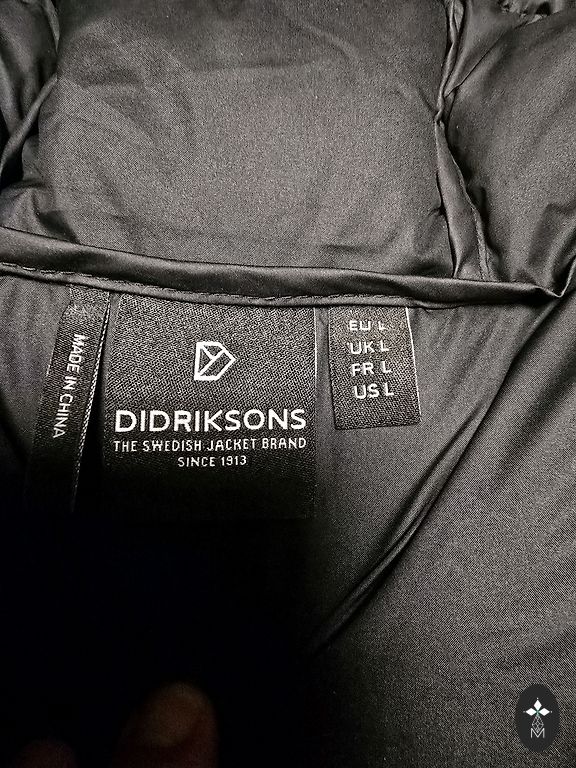 MADE IN CHINA
DIDRIKSONS
THE SWEDISH JACKET BRAND
SINCE 1913
EU L
UK L
FR L
US L
M